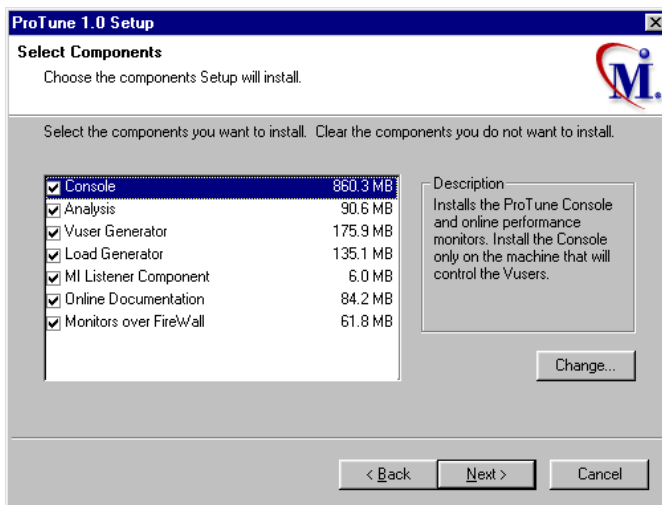 ProTune 1.0 Setup
Select Components
Choose the components Setup will install.
M.
Select the components you want to install. Clear the components you do not want to install.
Console 860.3 MB
Analysis 90.6 MB
Vuser Generator 175.9 MB
Load Generator 135.1 MB
MI Listener Component 6.0 MB
Online Documentation 84.2 MB
Monitors over FireWall 61.8 MB
Description
Installs the ProTune Console
and online performance
monitors. Install the Console
only on the machine that will
control the Vusers.
Change...
< Back
Next >
Cancel